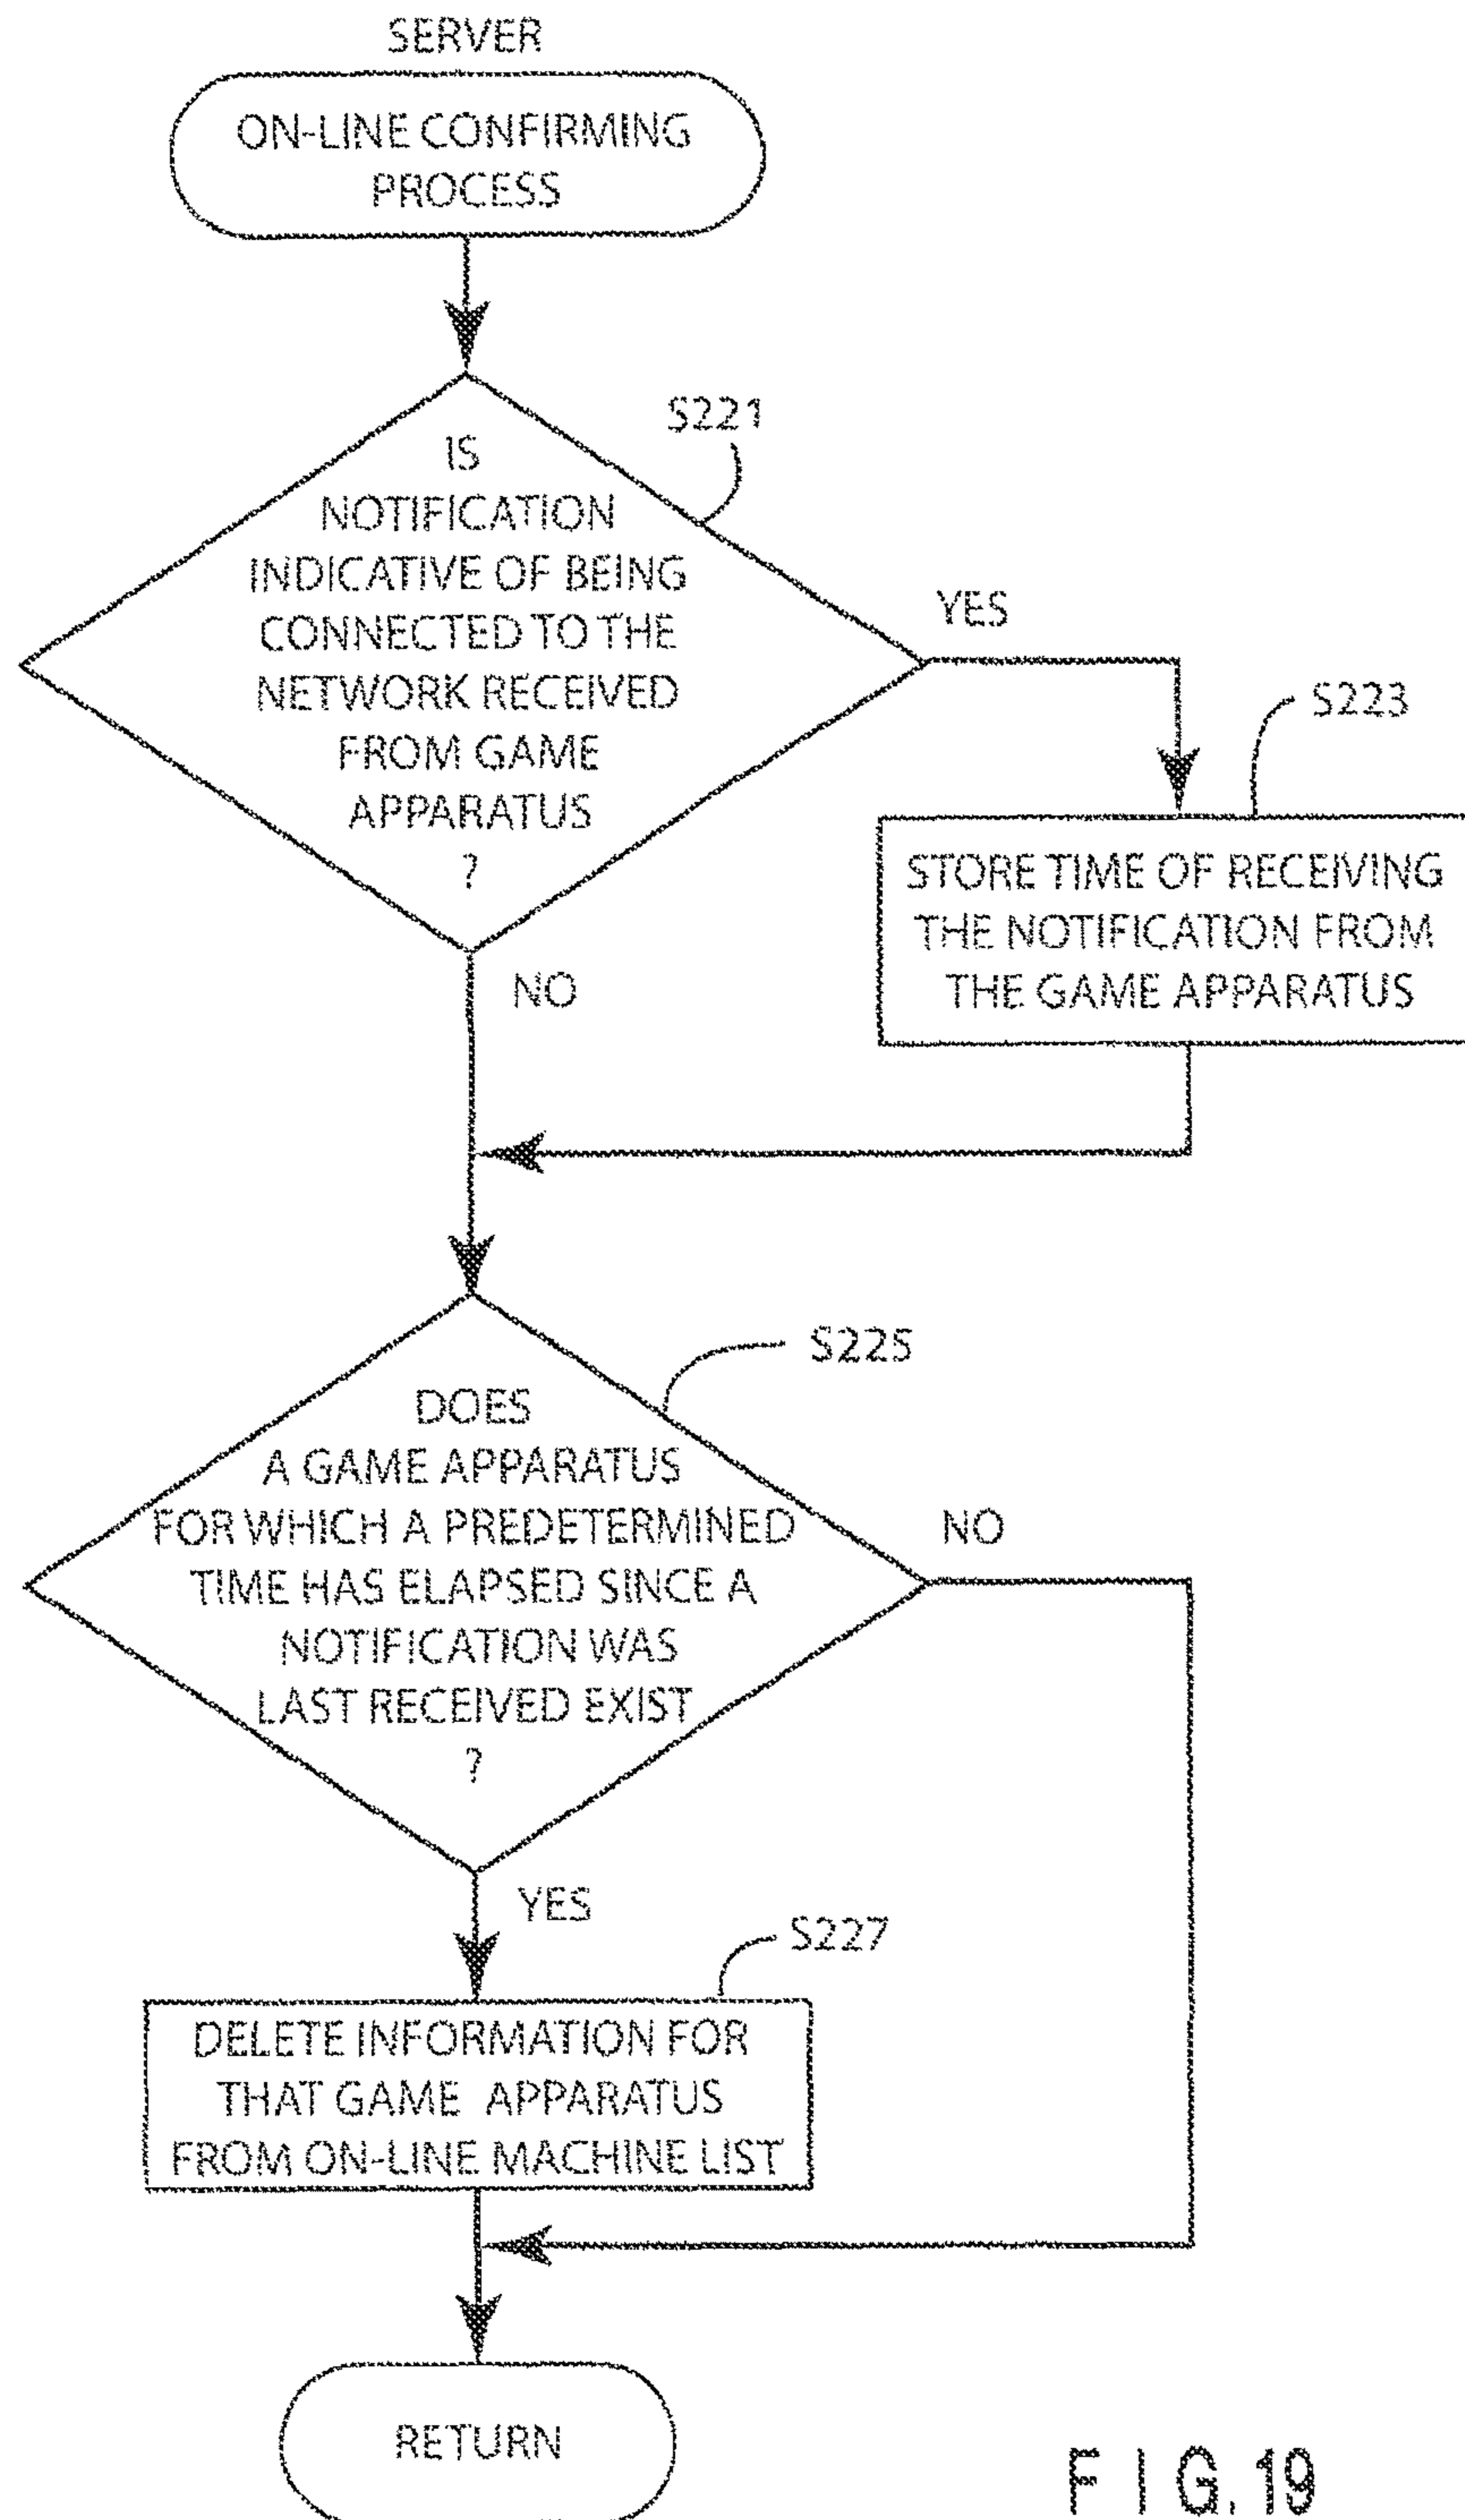 SERVER
ON-LINE CONFIRMING
PROCESS
S221
IS
NOTIFICATION
INDICATIVE OF BEING
CONNECTED TO THE
NETWORK RECEIVED
FROM GAME
APPARATUS
?
YES
S223
STORE TIME OF RECEIVING
THE NOTIFICATION FROM
THE GAME APPARATUS
NO
S225
DOES
A GAME APPARATUS
FOR WHICH A PREDETERMINED
TIME HAS ELAPSED SINCE A
NOTIFICATION WAS
LAST RECEIVED EXIST
?
NO
YES
S227
DELETE INFORMATION FOR
THAT GAME APPARATUS
FROM ON-LINE MACHINE LIST
RETURN
FIG.19